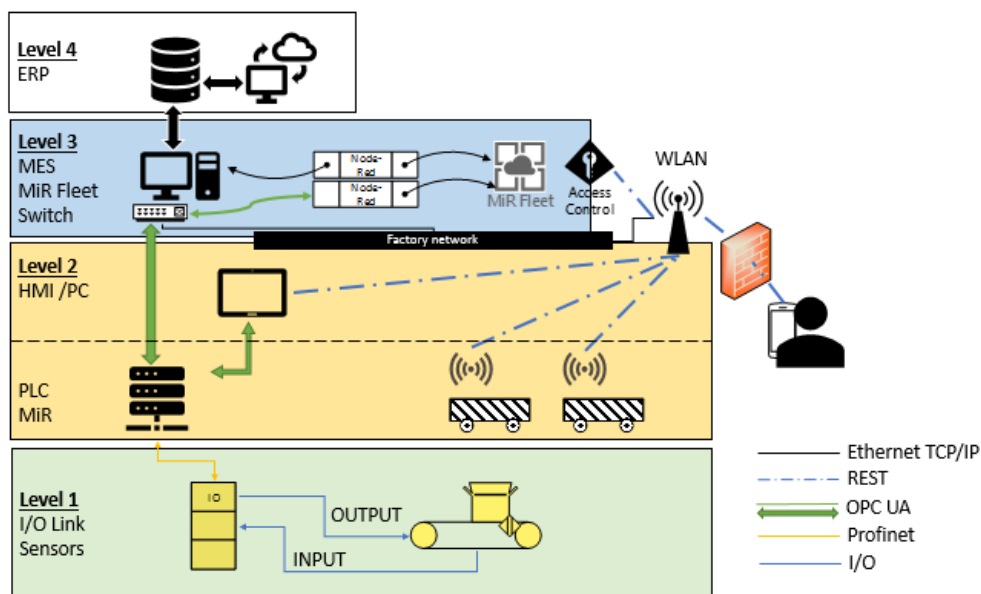 Level 4
ERP
Level 3
MES
MiR Fleet
Switch
Node-
Red
Node-
Red
MiR Fleet
Access
Control
WLAN
Factory network
Level 2
HMI /PC
PLC
MiR
Level 1
I/O Link
Sensors
IO
OUTPUT
INPUT
Ethernet TCP/IP
REST
OPC UA
Profinet
I/O